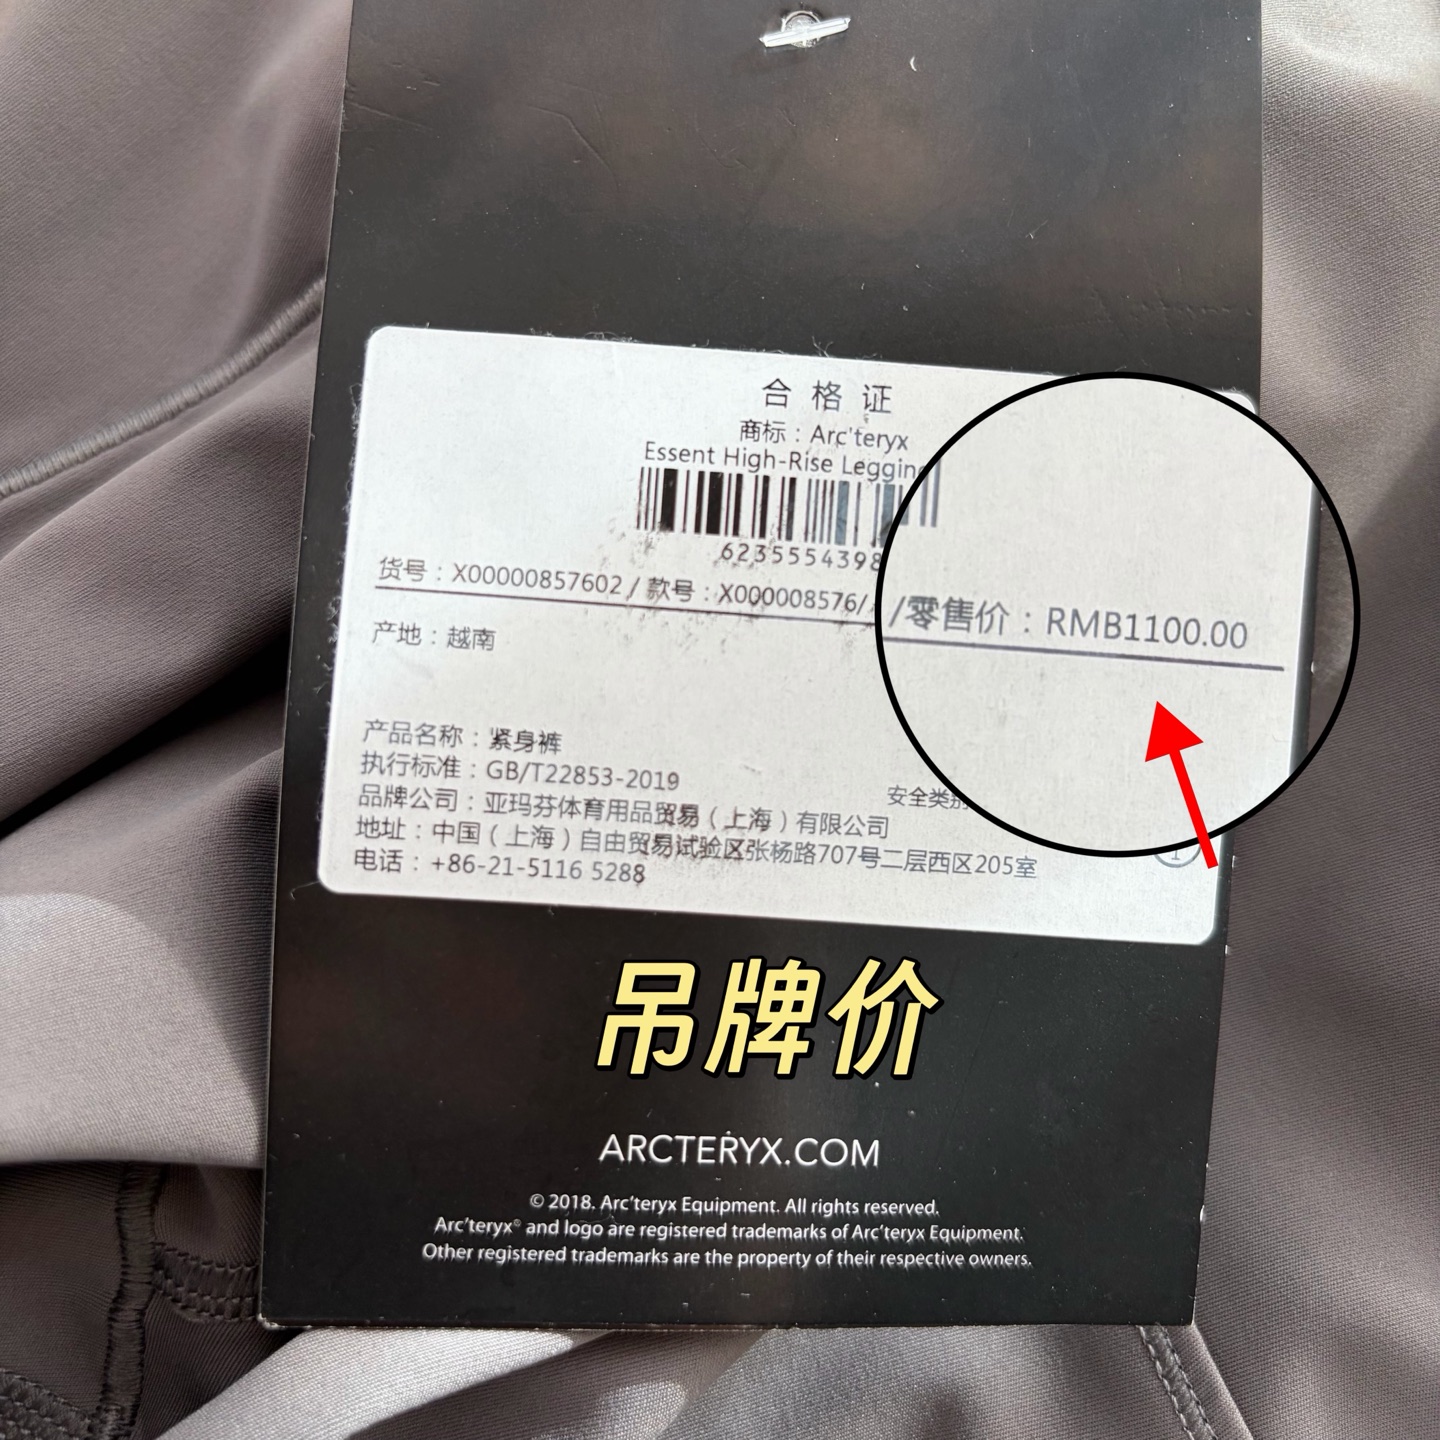 合格证
商标：Arc'teryx
Essent High-Rise Legging
6235554398
货号：X00000857602 / 款号：X000008576/
/零售价：RMB1100.00
产地：越南
产品名称：紧身裤
执行标准：GB/T22853-2019
安全类别
品牌公司：亚玛芬体育用品贸易（上海）有限公司
地址：中国（上海）自由贸易试验区张杨路707号二层西区205室
电话：+86-21-5116 5288
吊牌价
ARCTERYX.COM
© 2018. Arc'teryx Equipment. All rights reserved.
Arc'teryx® and logo are registered trademarks of Arc'teryx Equipment.
Other registered trademarks are the property of their respective owners.